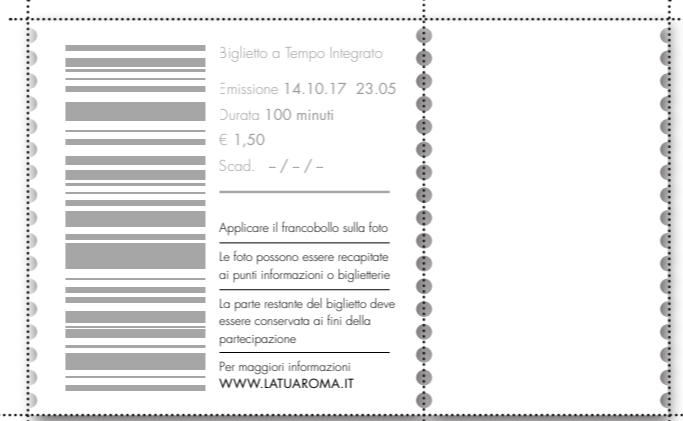 Biglietto a Tempo Integrato
Emissione 14.10.17 23.05
Durata 100 minuti
€ 1,50
Scad. – / – / –
Applicare il francobollo sulla foto
Le foto possono essere recapitate
ai punti informazioni o biglietterie
La parte restante del biglietto deve
essere conservata ai fini della
partecipazione
Per maggiori informazioni
WWW.LATUAROMA.IT